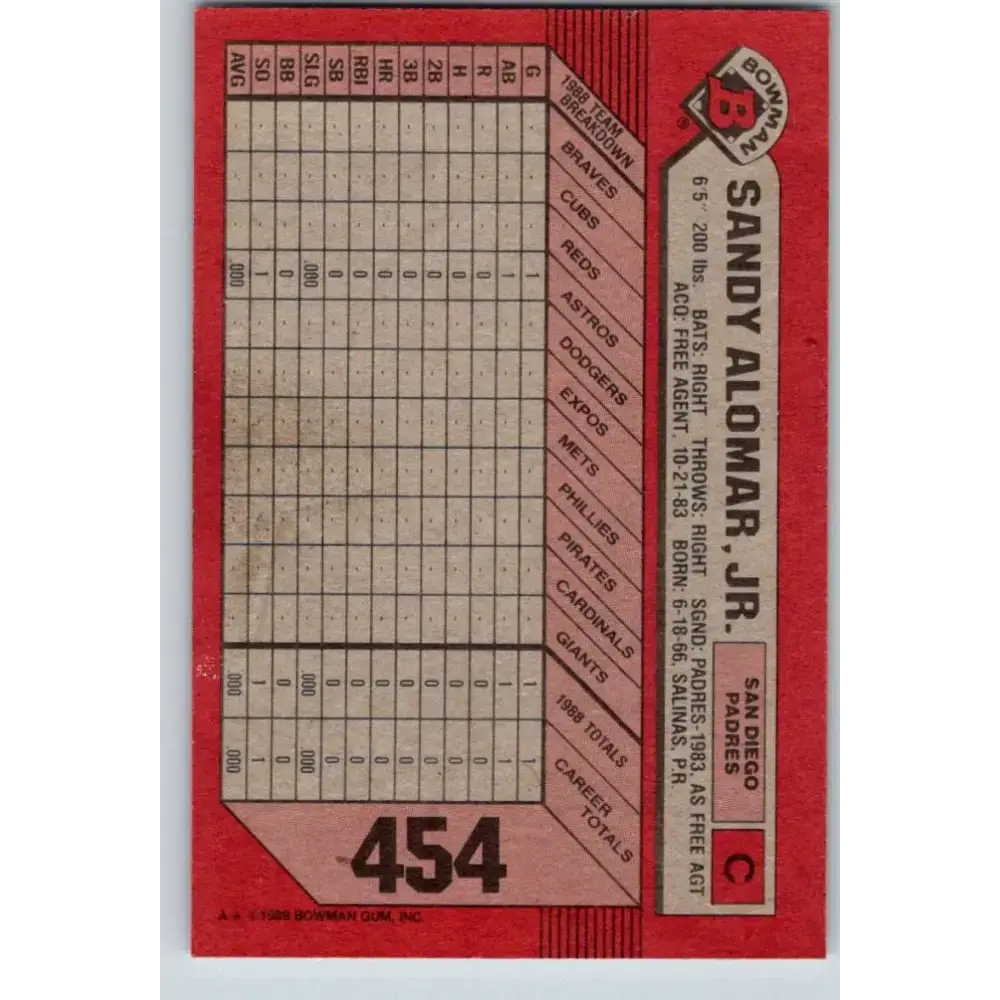 BOWMAN
B
®
SANDY ALOMAR, JR.
SAN DIEGO
PADRES
C
6'5" 200 lbs. BATS: RIGHT THROWS: RIGHT SGND: PADRES-1983, AS FREE AGT
ACQ: FREE AGENT, 10-21-83 BORN: 6-18-66, SALINAS, P.R.
1988 TEAM
BREAKDOWN
BRAVES
CUBS
REDS
ASTROS
DODGERS
EXPOS
METS
PHILLIES
PIRATES
CARDINALS
GIANTS
1988 TOTALS
CAREER
TOTALS
G 1 1 1
AB 1 1 1
R 0 0 0
H 0 0 0
2B 0 0 0
3B 0 0 0
HR 0 0 0
RBI 0 0 0
SB 0 0 0
SLG .000 .000 .000
BB 0 0 0
SO 1 1 1
AVG .000 .000 .000
454
© 1989 BOWMAN GUM, INC.